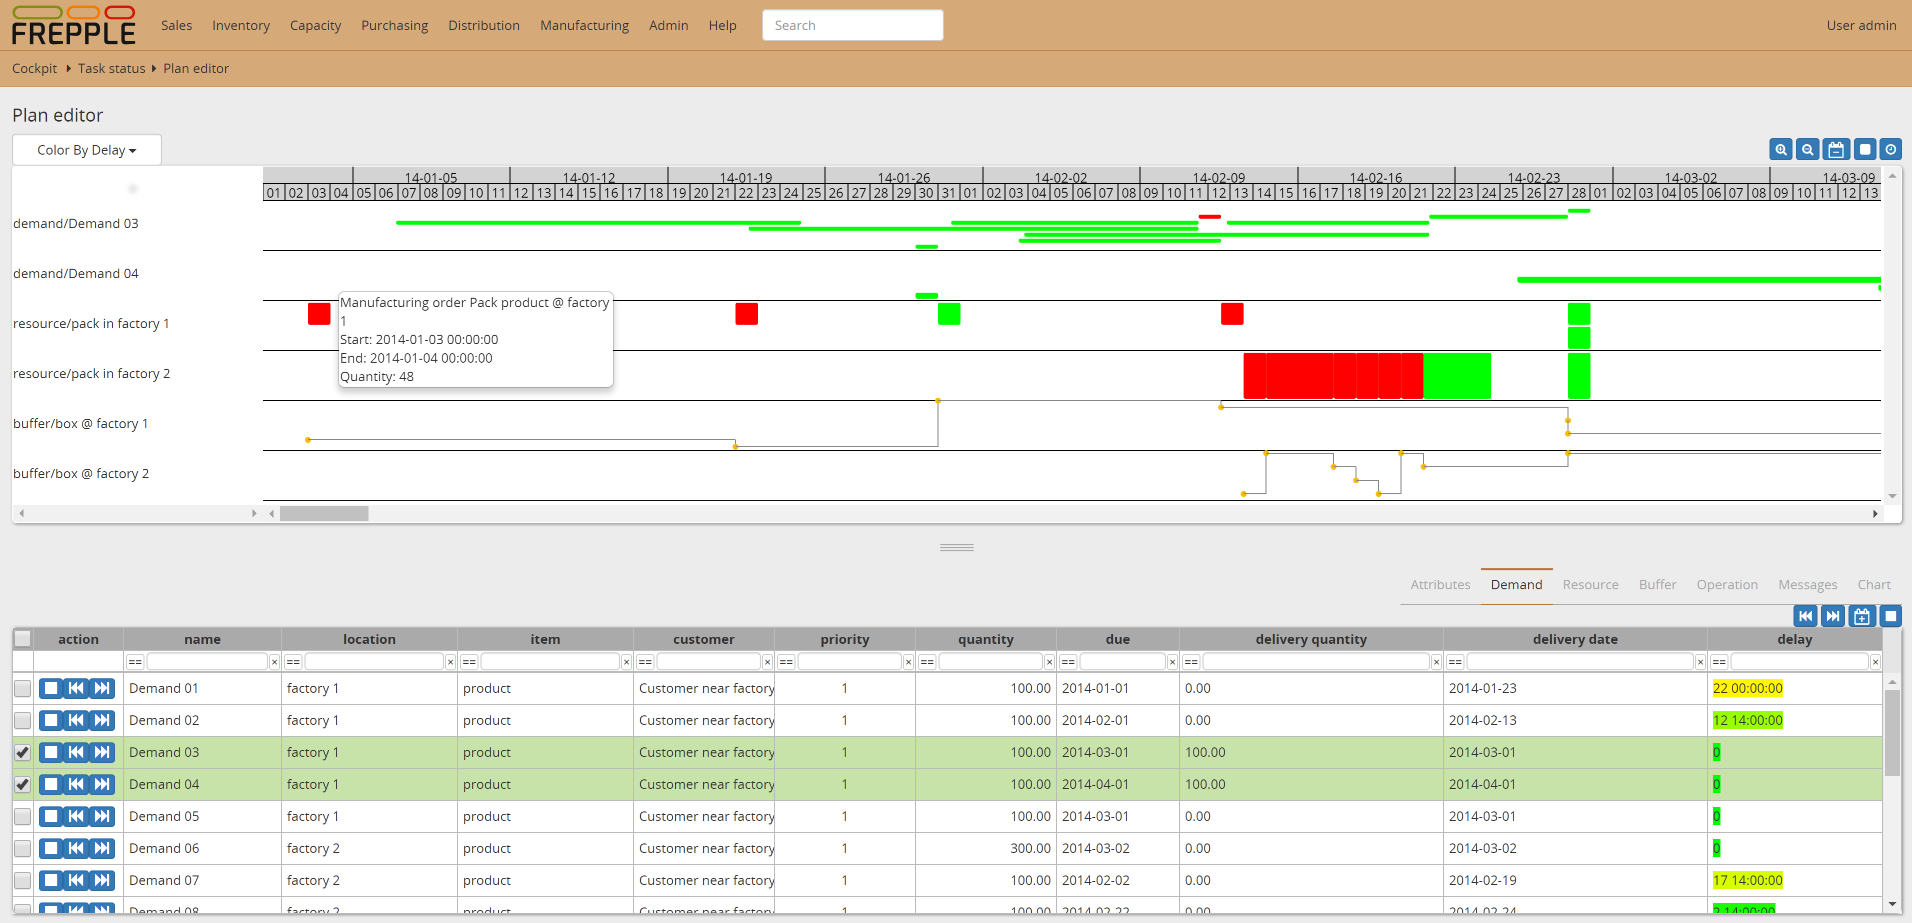 FREPPLE Sales Inventory Capacity Purchasing Distribution Manufacturing Admin Help Search User admin
Cockpit Task status Plan editor
Plan editor
Color By Delay
14-01-05 14-01-12 14-01-19 14-01-26 14-02-02 14-02-09 14-02-16 14-02-23 14-03-02 14-03-09
01 02 03 04 05 06 07 08 09 10 11 12 13 14 15 16 17 18 19 20 21 22 23 24 25 26 27 28 29 30 31 01 02 03 04 05 06 07 08 09 10 11 12 13 14 15 16 17 18 19 20 21 22 23 24 25 26 27 28 01 02 03 04 05 06 07 08 09 10 11 12 13
demand/Demand 03
demand/Demand 04
Manufacturing order Pack product @ factory
1
Start: 2014-01-03 00:00:00
End: 2014-01-04 00:00:00
Quantity: 48
resource/pack in factory 1
resource/pack in factory 2
buffer/box @ factory 1
buffer/box @ factory 2
Attributes Demand Resource Buffer Operation Messages Chart
action name location item customer priority quantity due delivery quantity delivery date delay
== × == × == × == × == × == × == × == × == × == ×
Demand 01 factory 1 product Customer near factory 1 100.00 2014-01-01 0.00 2014-01-23 22 00:00:00
Demand 02 factory 1 product Customer near factory 1 100.00 2014-02-01 0.00 2014-02-13 12 14:00:00
Demand 03 factory 1 product Customer near factory 1 100.00 2014-03-01 100.00 2014-03-01 0
Demand 04 factory 1 product Customer near factory 1 100.00 2014-04-01 100.00 2014-04-01 0
Demand 05 factory 1 product Customer near factory 1 100.00 2014-03-01 0.00 2014-03-01 0
Demand 06 factory 2 product Customer near factory 1 300.00 2014-03-02 0.00 2014-03-02 0
Demand 07 factory 2 product Customer near factory 1 100.00 2014-02-02 0.00 2014-02-19 17 14:00:00
Demand 08 factory 2 product Customer near factory 1 100.00 2014-02-22 0.00 2014-02-24 2 14:00:00